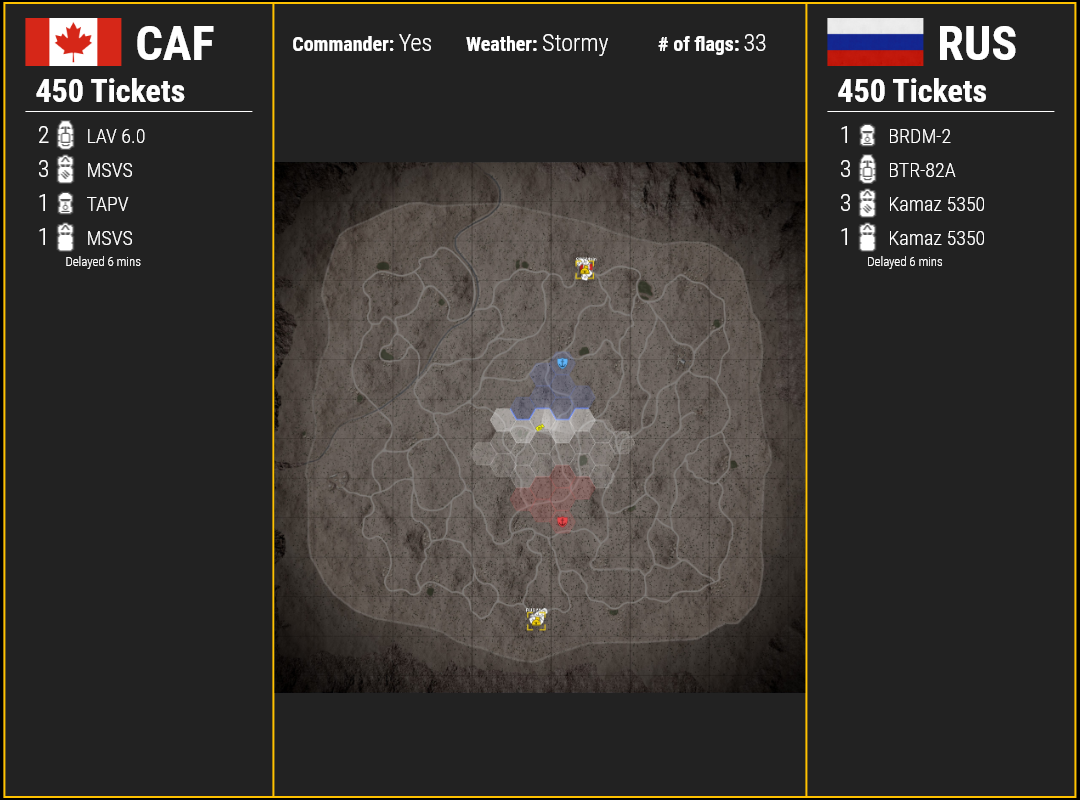 CAF
450 Tickets
2 LAV 6.0
3 MSVS
1 TAPV
1 MSVS
Delayed 6 mins
Commander: Yes Weather: Stormy # of flags: 33
RUS
450 Tickets
1 BRDM-2
3 BTR-82A
3 Kamaz 5350
1 Kamaz 5350
Delayed 6 mins